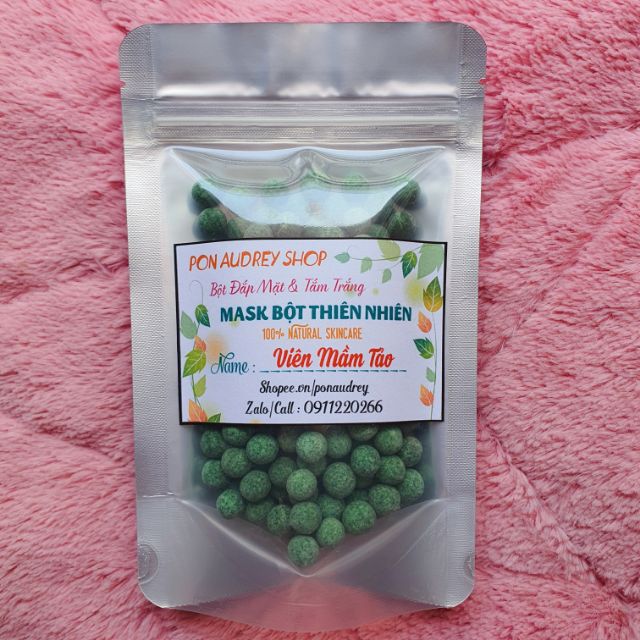 PON AUDREY SHOP
Bột Đắp Mặt & Tắm Trắng
MASK BỘT THIÊN NHIÊN
100% NATURAL SKINCARE
Name : Viên Mầm Tảo
Shopee.vn/ponaudrey
Zalo/Call : 0911220266